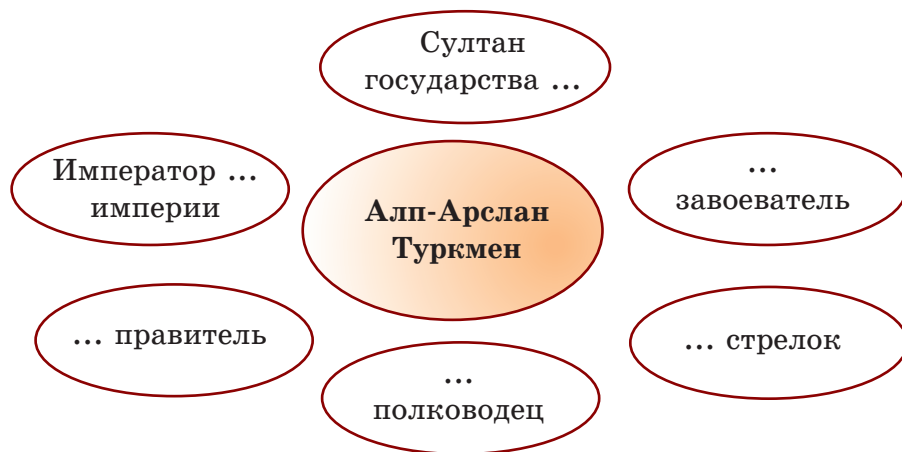 Султан
государства ...
Император ...
империи
...
завоеватель
Алп-Арслан
Туркмен
... правитель
... стрелок
...
полководец